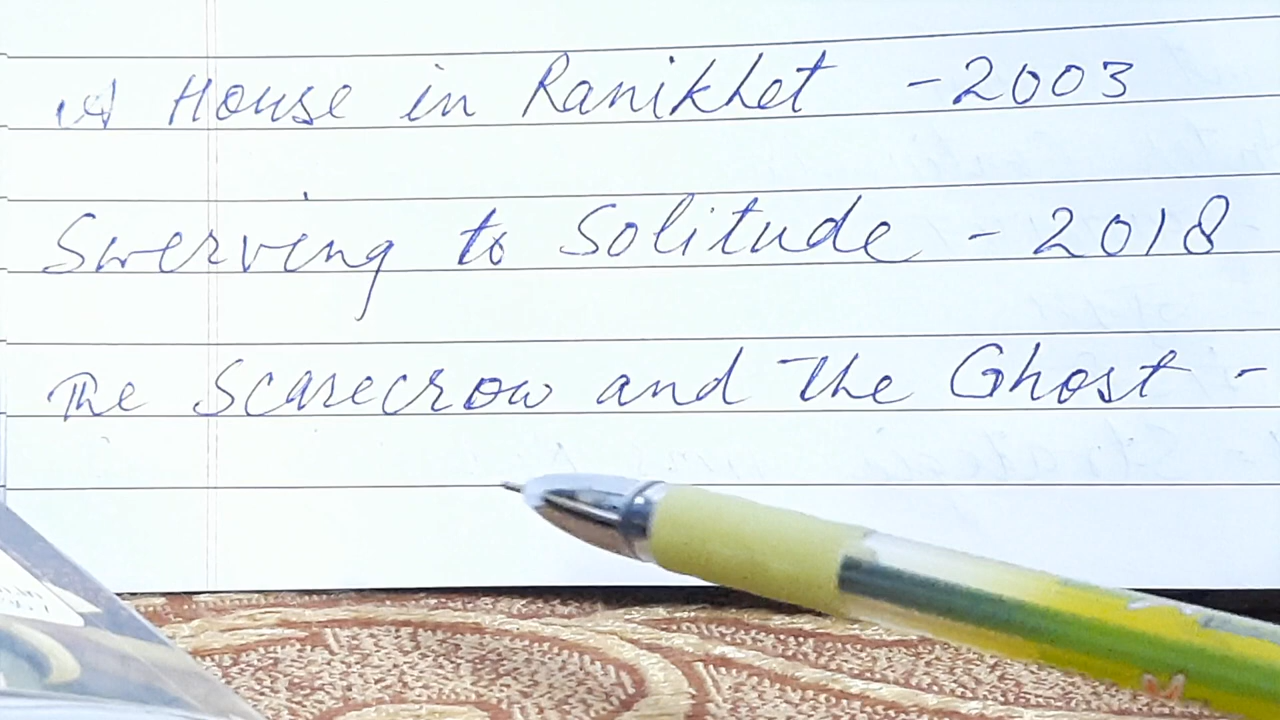 A House in Ranikhet - 2003
Swerving to Solitude - 2018
The Scarecrow and The Ghost -